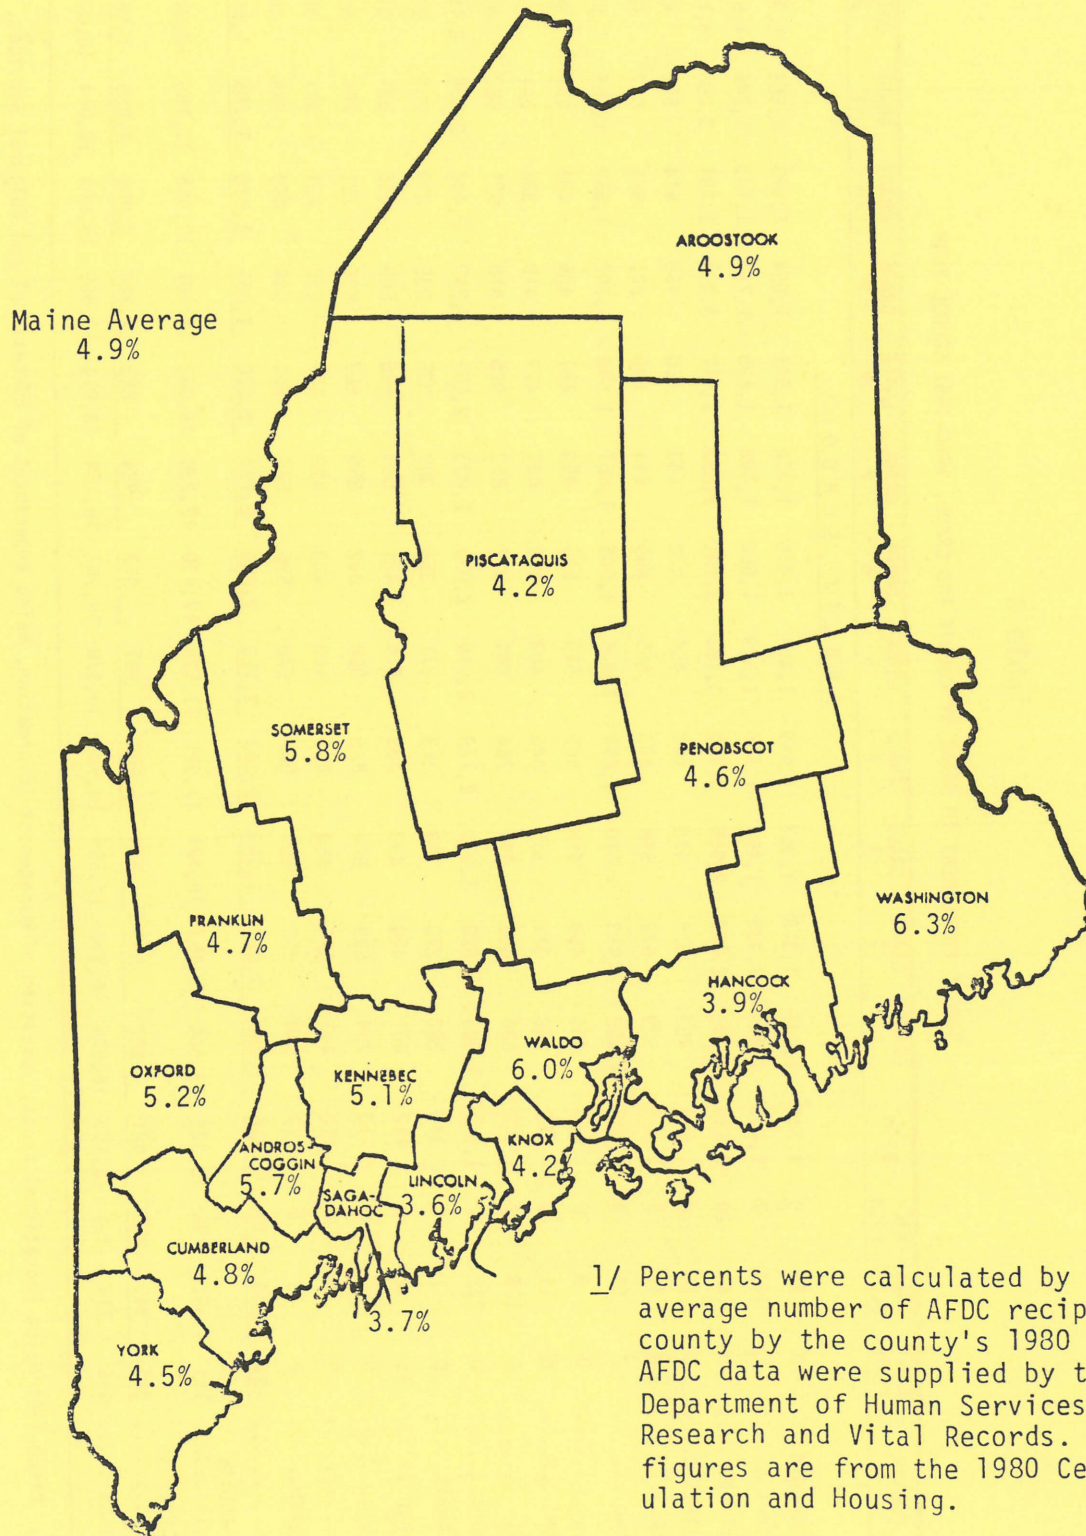 AROOSTOOK
4.9%
Maine Average
4.9%
PISCATAQUIS
4.2%
SOMERSET
5.8%
PENOBSCOT
4.6%
FRANKLIN
4.7%
WASHINGTON
6.3%
HANCOCK
3.9%
WALDO
6.0%
OXFORD
5.2%
KENNEBEC
5.1%
KNOX
4.2%
ANDROS-
COGGIN
5.7%
SAGA-
DAHOC
LINCOLN
3.6%
CUMBERLAND
4.8%
3.7%
YORK
4.5%
1/ Percents were calculated by
average number of AFDC recip
county by the county's 1980
AFDC data were supplied by t
Department of Human Services
Research and Vital Records.
figures are from the 1980 Ce
ulation and Housing.